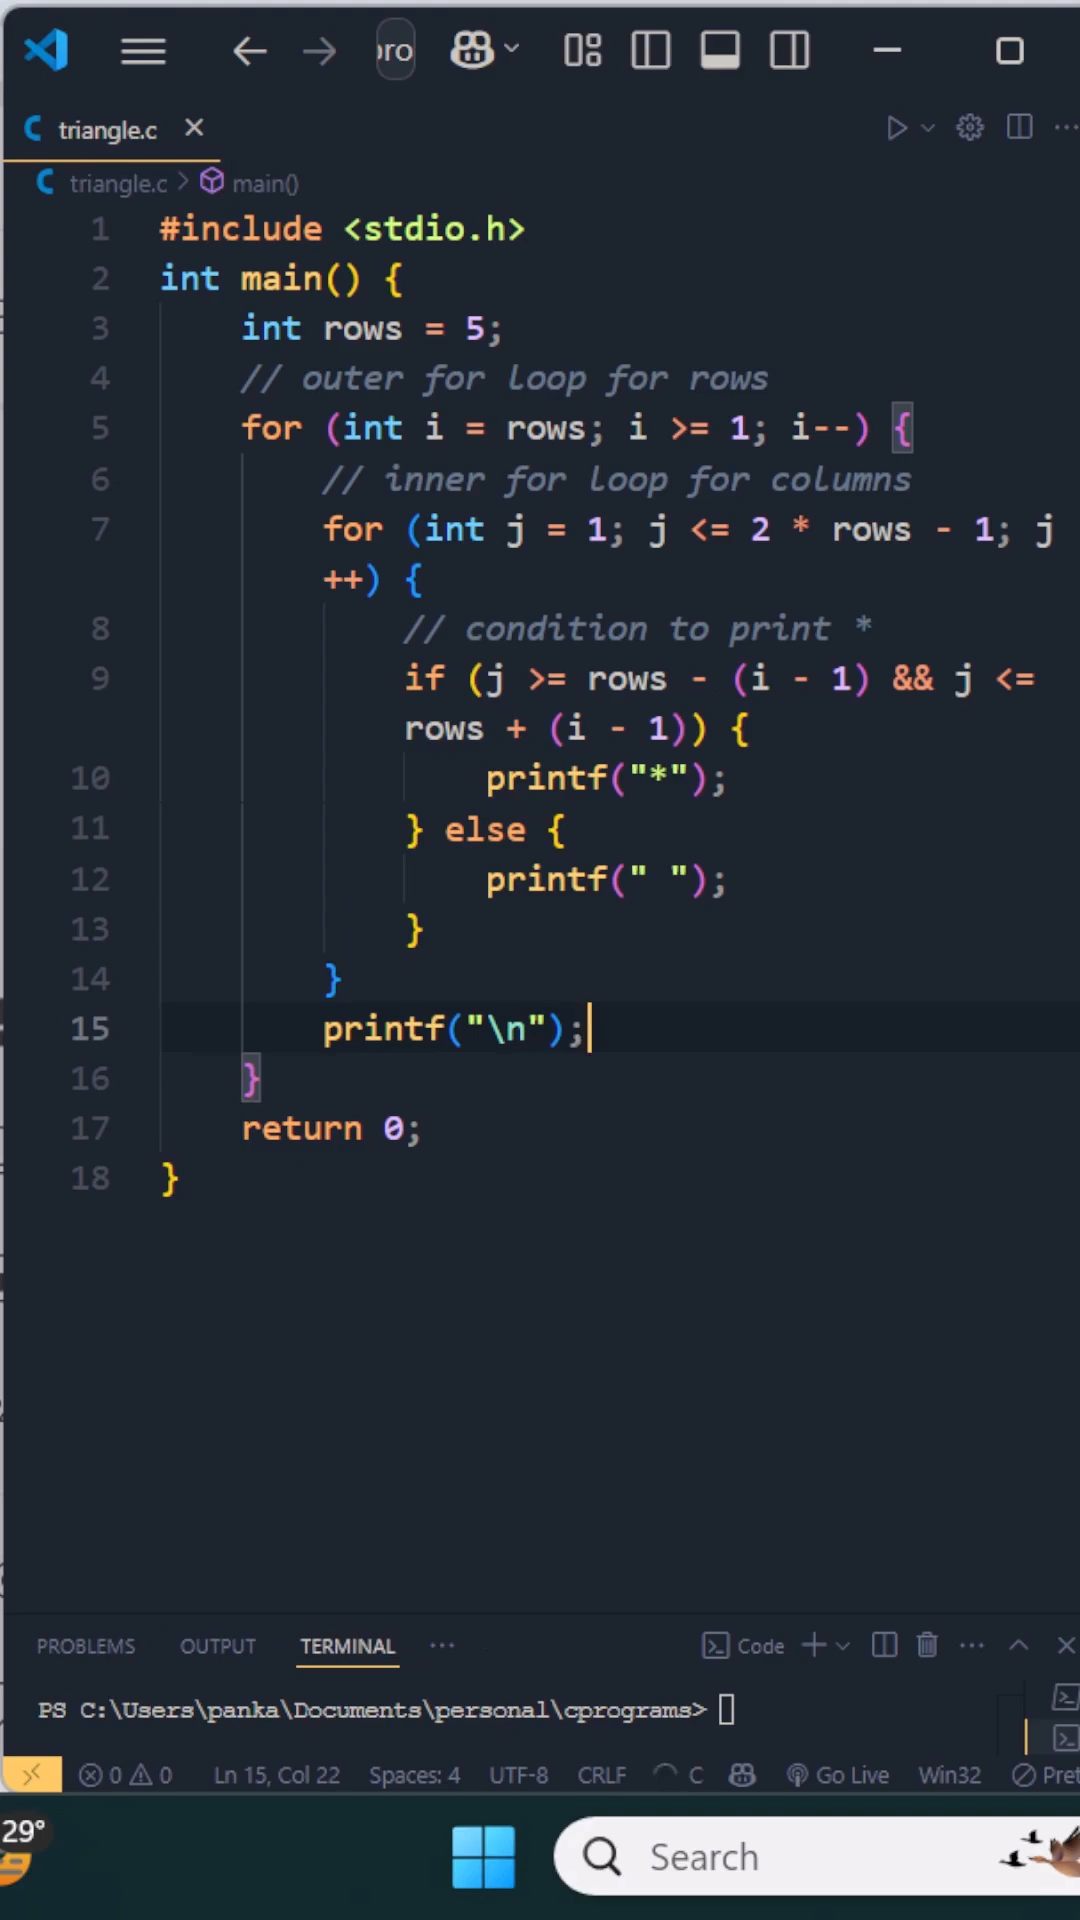 pro
triangle.c
triangle.c > main()
1 #include <stdio.h>
2 int main() {
3     int rows = 5;
4     // outer for loop for rows
5     for (int i = rows; i >= 1; i--) {
6         // inner for loop for columns
7         for (int j = 1; j <= 2 * rows - 1; j
++) {
8             // condition to print *
9             if (j >= rows - (i - 1) && j <=
rows + (i - 1)) {
10                 printf("*");
11             } else {
12                 printf(" ");
13             }
14         }
15         printf("\n");
16     }
17     return 0;
18 }
PROBLEMS OUTPUT TERMINAL ··· Code
PS C:\Users\panka\Documents\personal\cprograms>
0 0 Ln 15, Col 22 Spaces: 4 UTF-8 CRLF C Go Live Win32 Pret
29°
Search